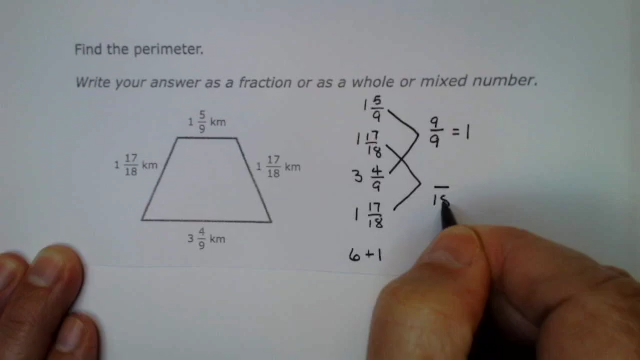 Find the perimeter.
Write your answer as a fraction or as a whole or mixed number.
1 5/9 km
1 17/18 km
1 17/18 km
3 4/9 km
1 5/9
1 17/18
3 4/9
1 17/18
6 + 1
9/9 = 1
18